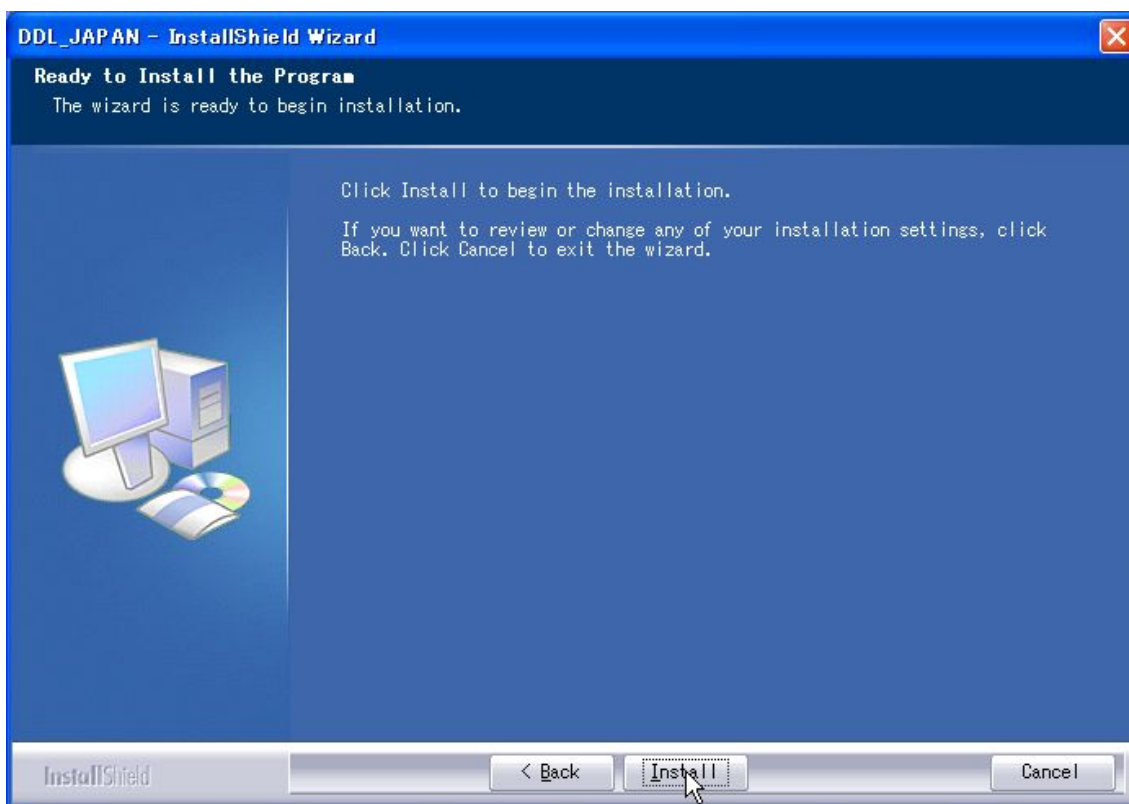 DDL_JAPAN - InstallShield Wizard
Ready to Install the Program
The wizard is ready to begin installation.
Click Install to begin the installation.
If you want to review or change any of your installation settings, click
Back. Click Cancel to exit the wizard.
InstallShield
< Back
Install
Cancel